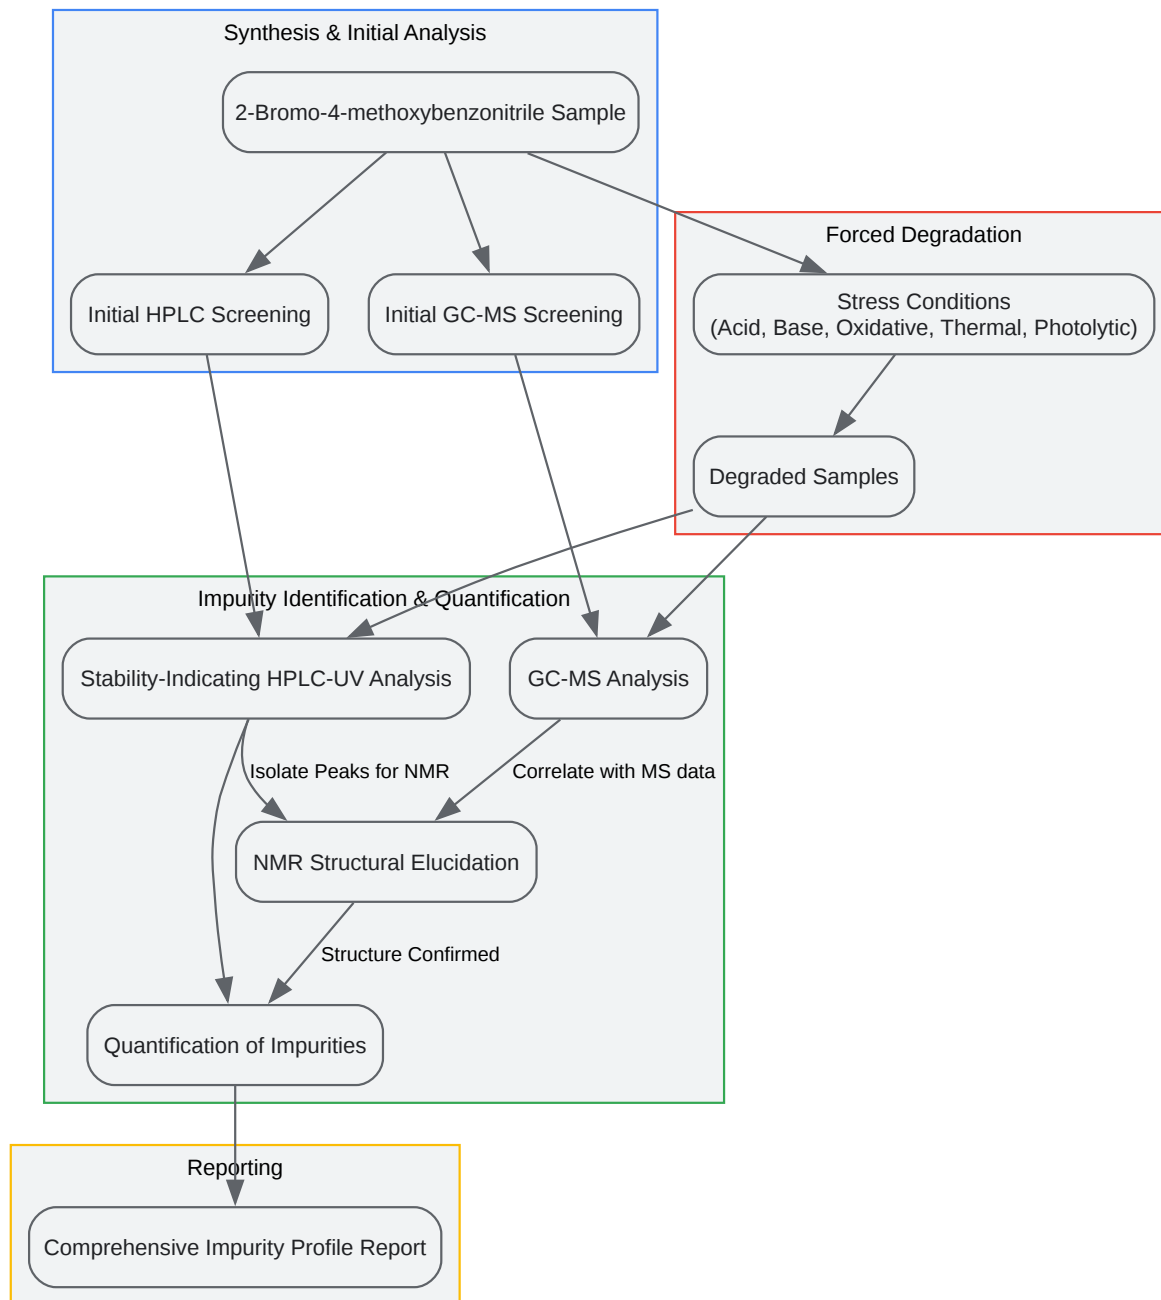 Synthesis & Initial Analysis
2-Bromo-4-methoxybenzonitrile Sample
Forced Degradation
Initial HPLC Screening
Initial GC-MS Screening
Stress Conditions
(Acid, Base, Oxidative, Thermal, Photolytic)
Degraded Samples
Impurity Identification & Quantification
Stability-Indicating HPLC-UV Analysis
GC-MS Analysis
Isolate Peaks for NMR
Correlate with MS data
NMR Structural Elucidation
Structure Confirmed
Quantification of Impurities
Reporting
Comprehensive Impurity Profile Report